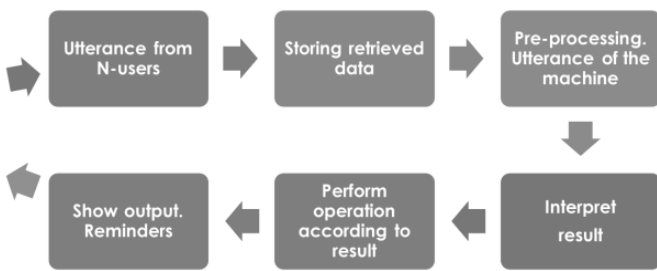 Utterance from
N-users
Storing retrieved
data
Pre-processing.
Utterance of the
machine
Interpret
result
Perform
operation
according to
result
Show output.
Reminders